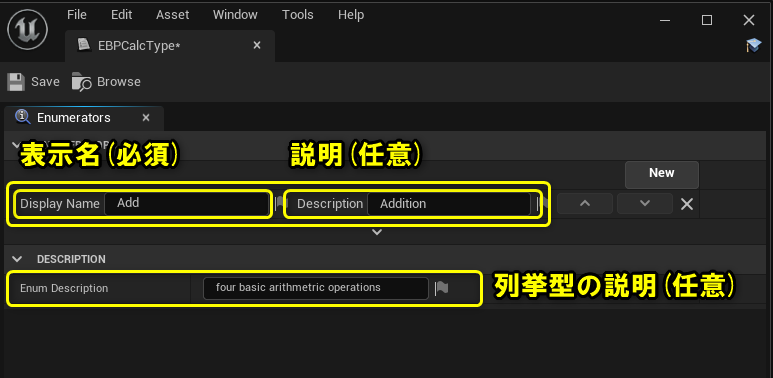 File Edit Asset Window Tools Help
EBPCalcType*
Save Browse
Enumerators
表示名(必須) 説明(任意)
New
Display Name Add Description Addition
DESCRIPTION
Enum Description four basic arithmetric operations
列挙型の説明(任意)